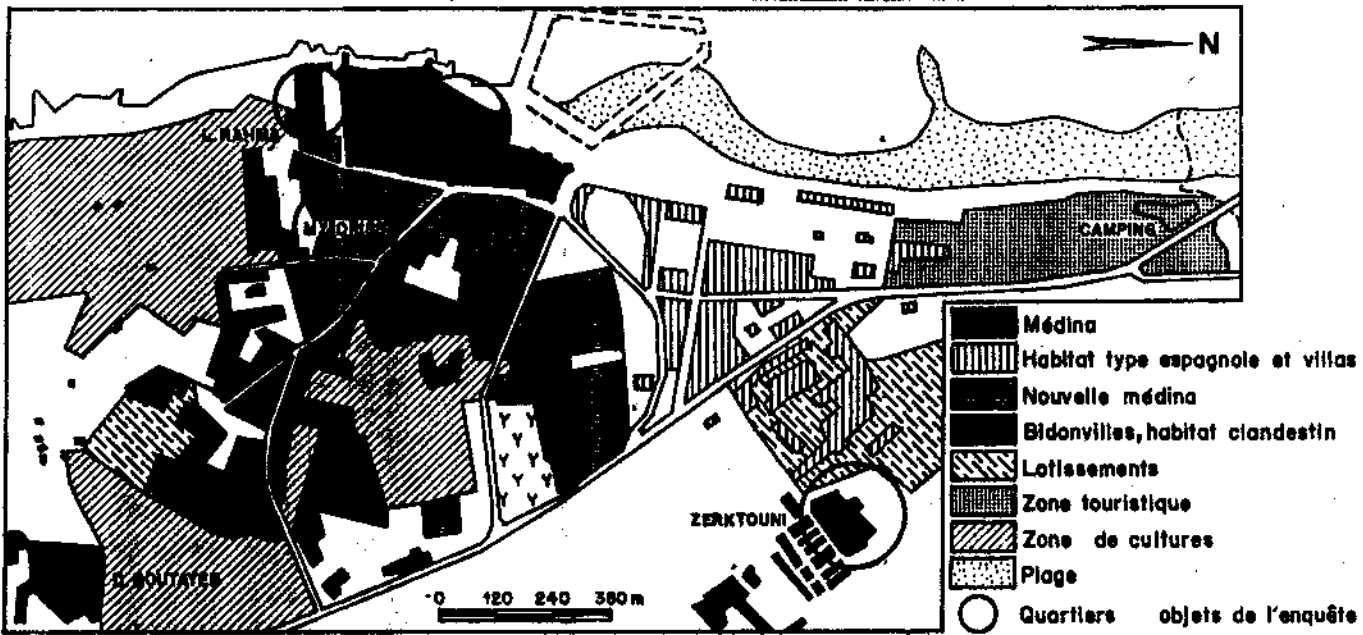 N
CAMPING
ZERKTOUNI
0 120 240 360 m
Médina
Habitat type espagnole et villas
Nouvelle médina
Bidonvilles, habitat clandestin
Lotissements
Zone touristique
Zone de cultures
Plage
Quartiers objets de l'enquête